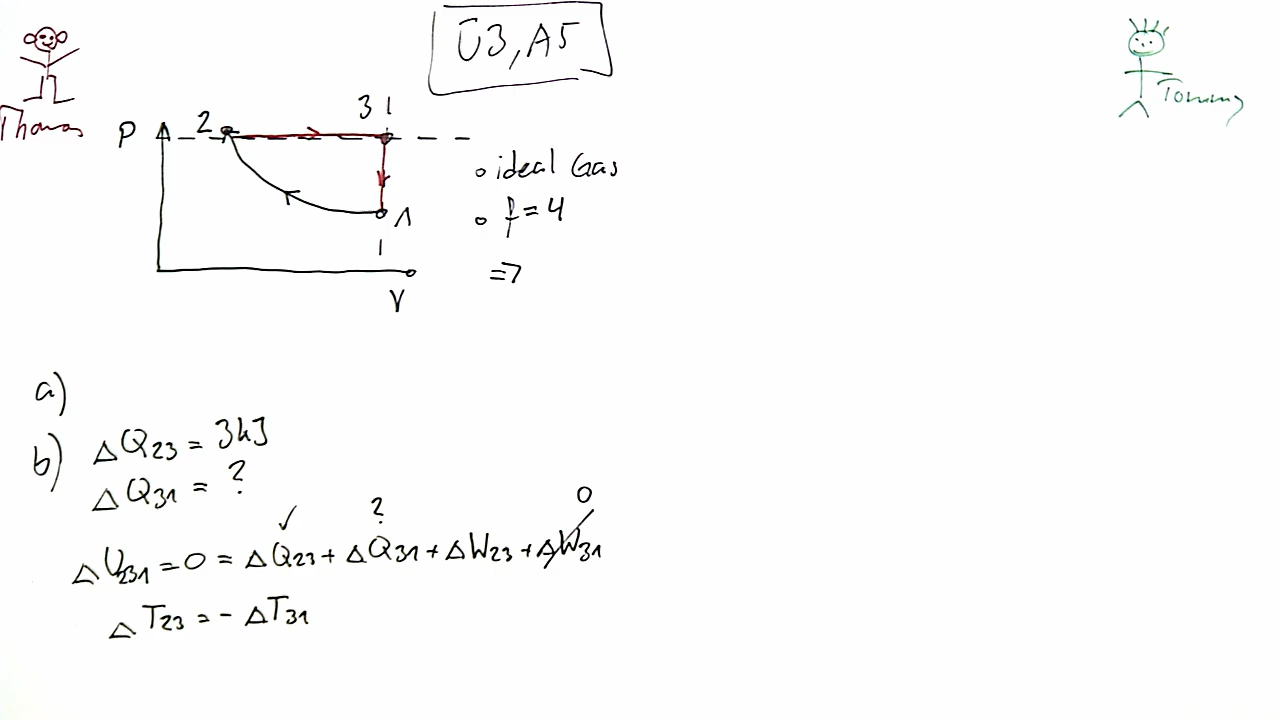 Ü3, A5
Thomas
Tommy
P
2
3
1
V
• ideal Gas
• f = 4
=>
a)
b) ΔQ23 = 3kJ
ΔQ31 = ?
✓ ? 0
ΔU231 = 0 = ΔQ23 + ΔQ31 + ΔW23 + ΔW31
ΔT23 = - ΔT31